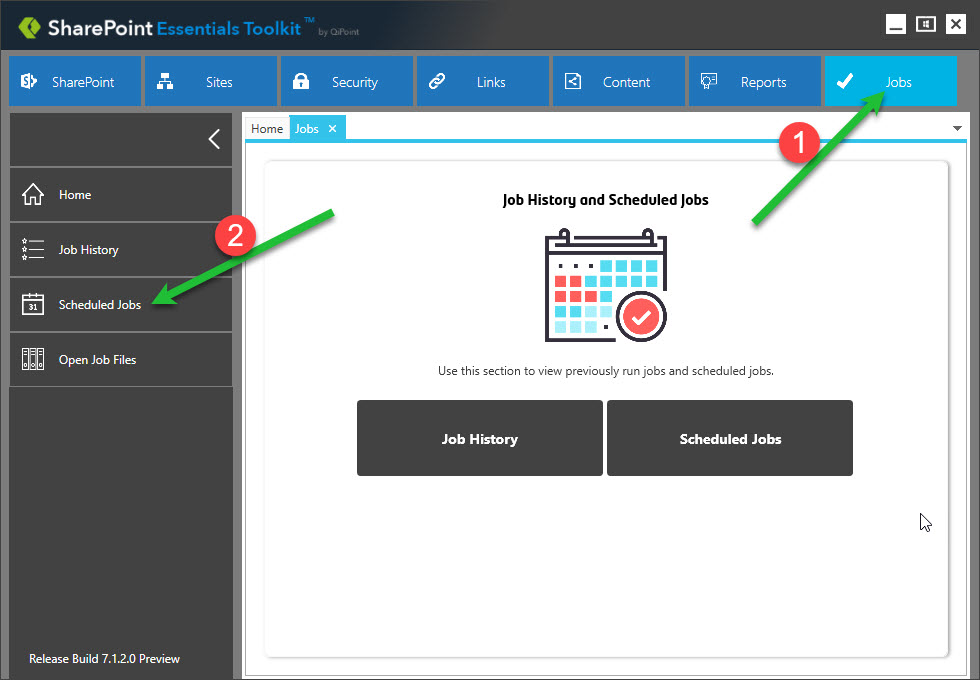 SharePoint Essentials Toolkit™ by QiPoint
SharePoint
Sites
Security
Links
Content
Reports
Jobs
Home
Jobs
1
Home
2
Job History
31
Scheduled Jobs
Open Job Files
Job History and Scheduled Jobs
Use this section to view previously run jobs and scheduled jobs.
Job History
Scheduled Jobs
Release Build 7.1.2.0 Preview